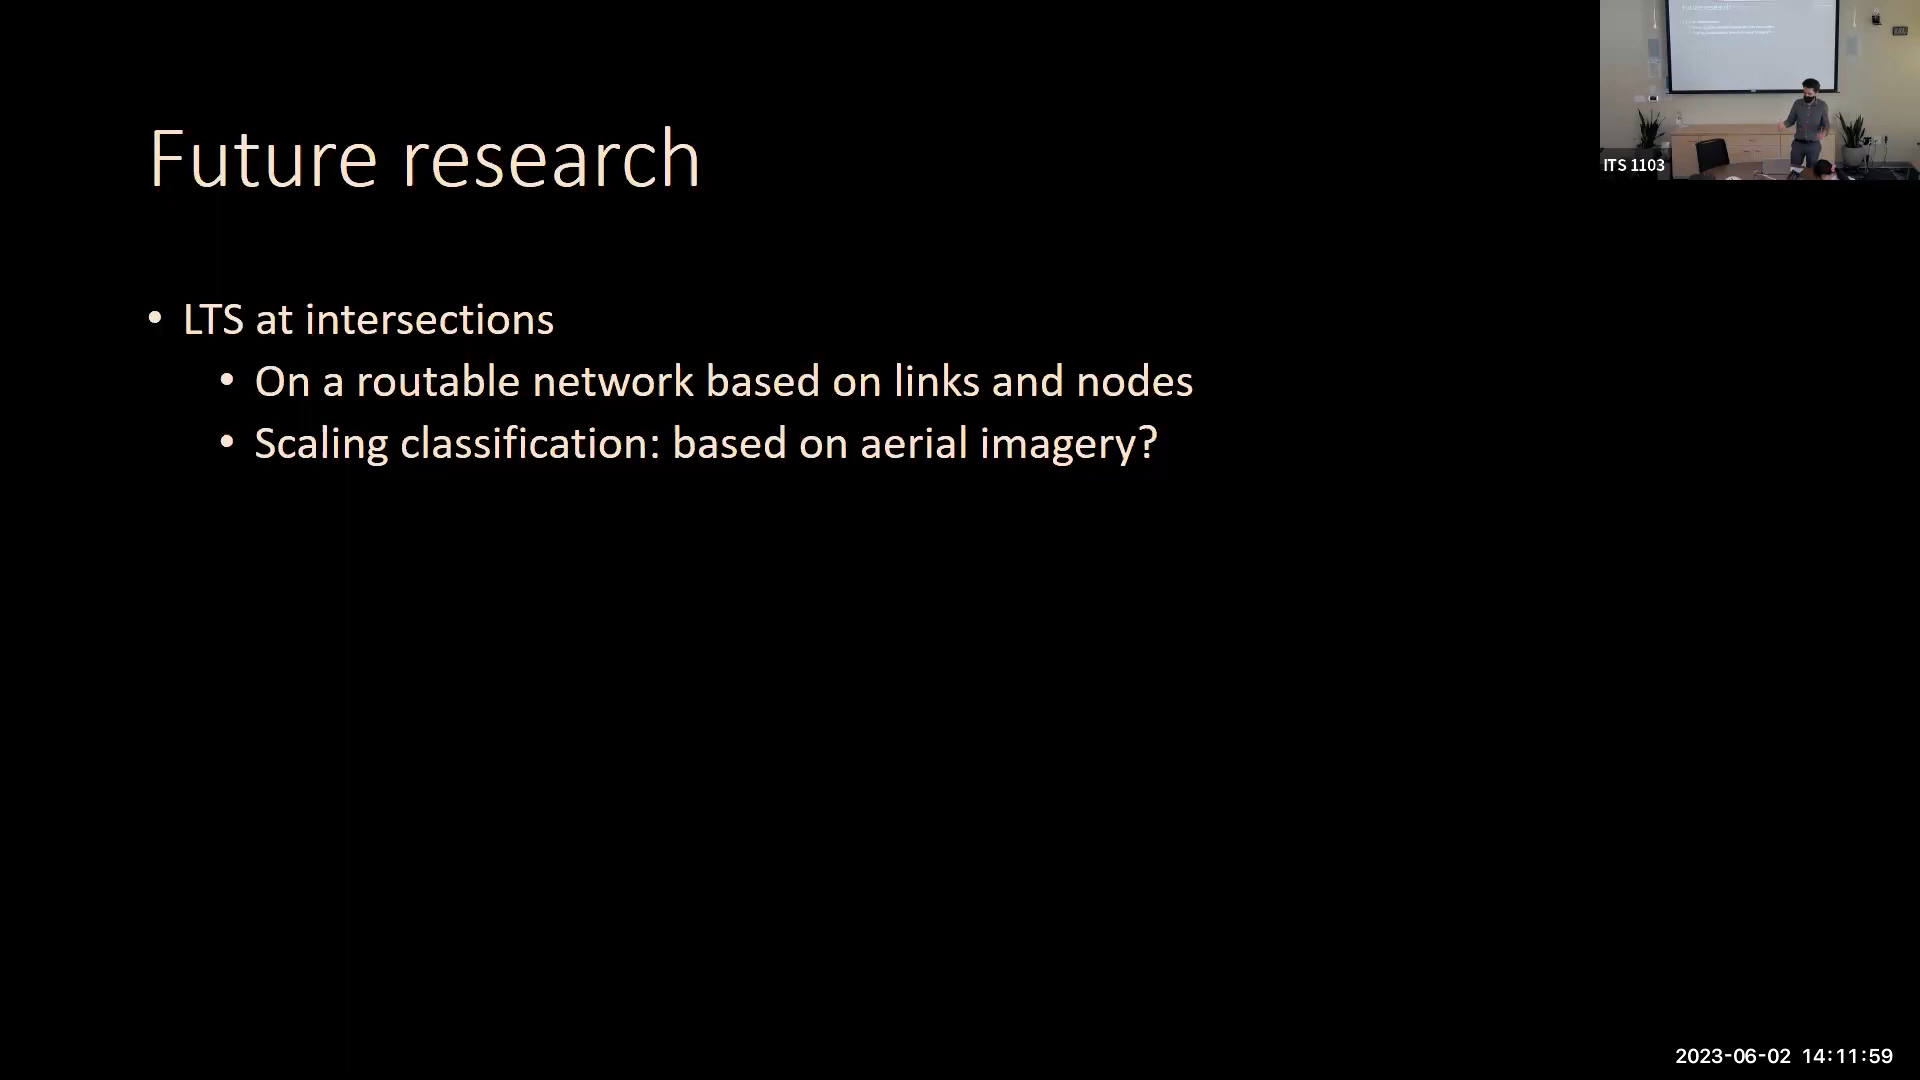 Future research
• LTS at intersections
• On a routable network based on links and nodes
• Scaling classification: based on aerial imagery?
ITS 1103
2023-06-02 14:11:59